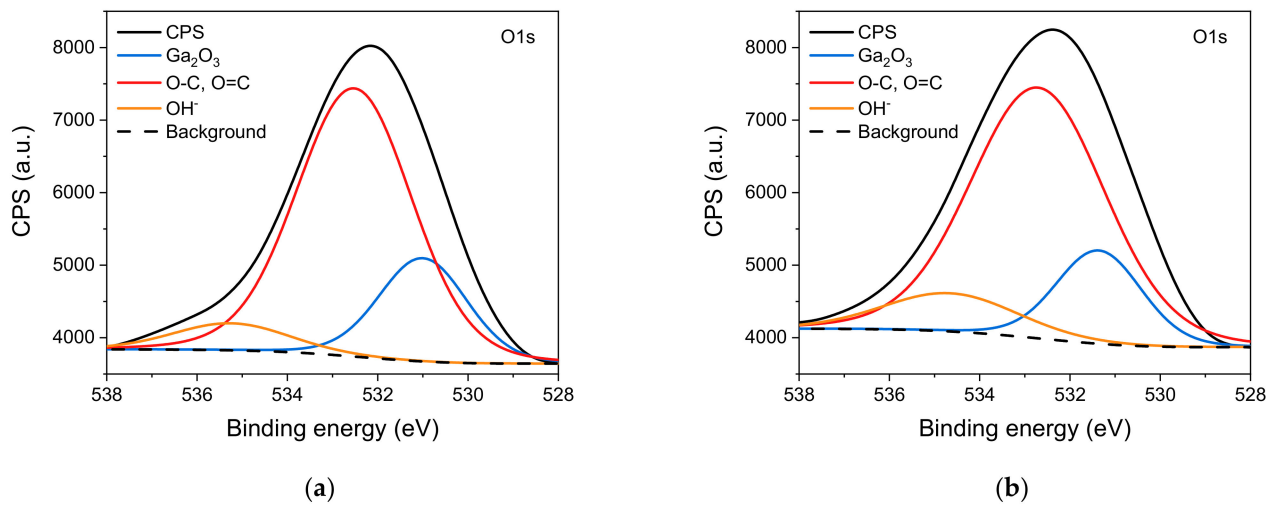 CPS
Ga₂O₃
O-C, O=C
OH⁻
Background
O1s
8000
7000
6000
5000
4000
CPS (a.u.)
538
536
534
532
530
528
Binding energy (eV)
(a)
CPS
Ga₂O₃
O-C, O=C
OH⁻
Background
O1s
8000
7000
6000
5000
4000
CPS (a.u.)
538
536
534
532
530
528
Binding energy (eV)
(b)